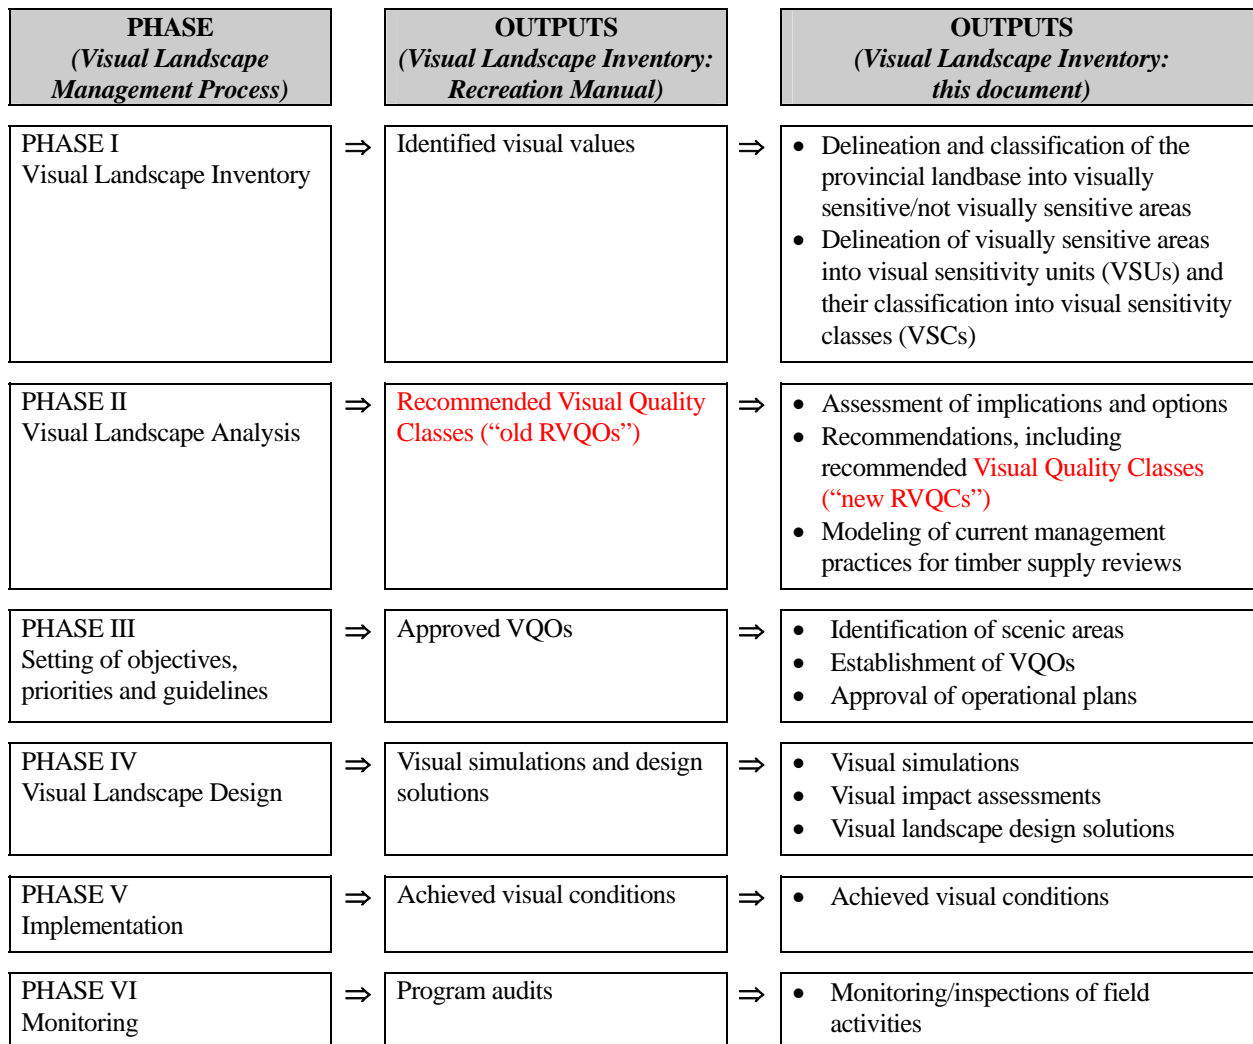 PHASE
(Visual Landscape
Management Process)
OUTPUTS
(Visual Landscape Inventory:
Recreation Manual)
OUTPUTS
(Visual Landscape Inventory:
this document)
PHASE I
Visual Landscape Inventory
⇒
Identified visual values
⇒
• Delineation and classification of the
provincial landbase into visually
sensitive/not visually sensitive areas
• Delineation of visually sensitive areas
into visual sensitivity units (VSUs) and
their classification into visual sensitivity
classes (VSCs)
PHASE II
Visual Landscape Analysis
⇒
Recommended Visual Quality
Classes (“old RVQOs”)
⇒
• Assessment of implications and options
• Recommendations, including
recommended Visual Quality Classes
(“new RVQCs”)
• Modeling of current management
practices for timber supply reviews
PHASE III
Setting of objectives,
priorities and guidelines
⇒
Approved VQOs
⇒
• Identification of scenic areas
• Establishment of VQOs
• Approval of operational plans
PHASE IV
Visual Landscape Design
⇒
Visual simulations and design
solutions
⇒
• Visual simulations
• Visual impact assessments
• Visual landscape design solutions
PHASE V
Implementation
⇒
Achieved visual conditions
⇒
• Achieved visual conditions
PHASE VI
Monitoring
⇒
Program audits
⇒
• Monitoring/inspections of field
activities